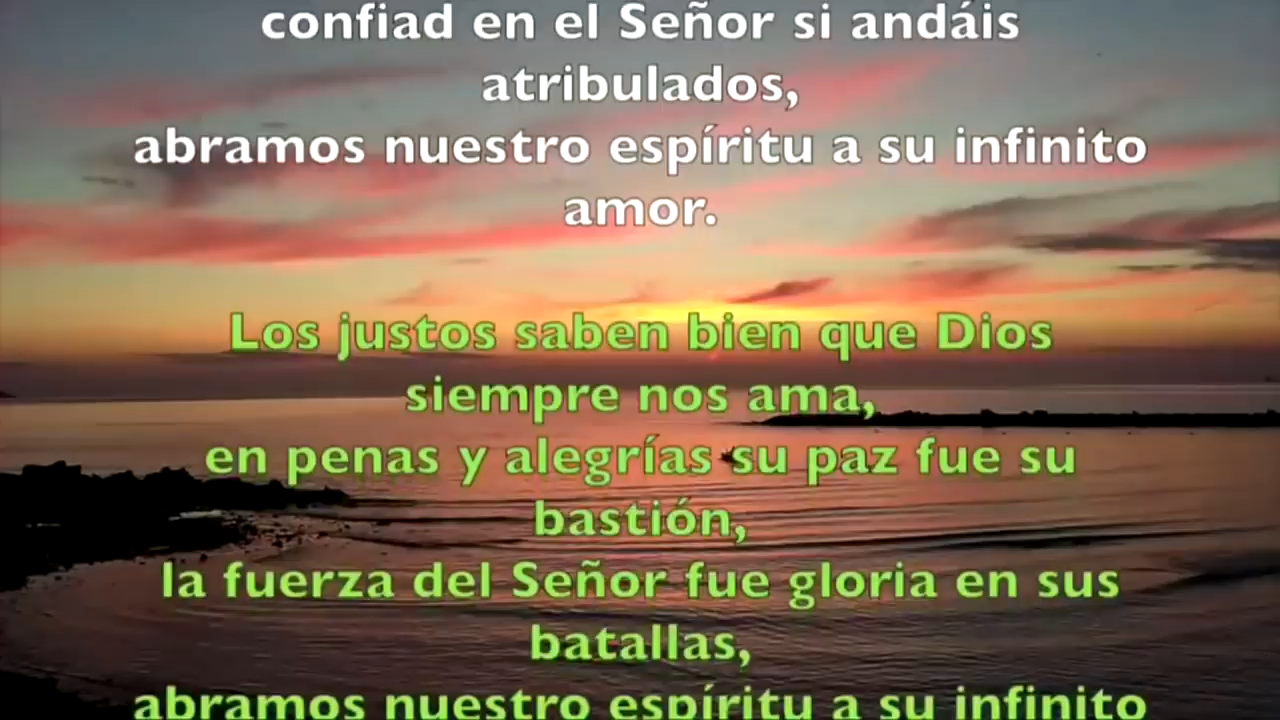 confiad en el Señor si andáis
atribulados,
abramos nuestro espíritu a su infinito
amor.
Los justos saben bien que Dios
siempre nos ama,
en penas y alegrías su paz fue su
bastión,
la fuerza del Señor fue gloria en sus
batallas,
abramos nuestro espíritu a su infinito